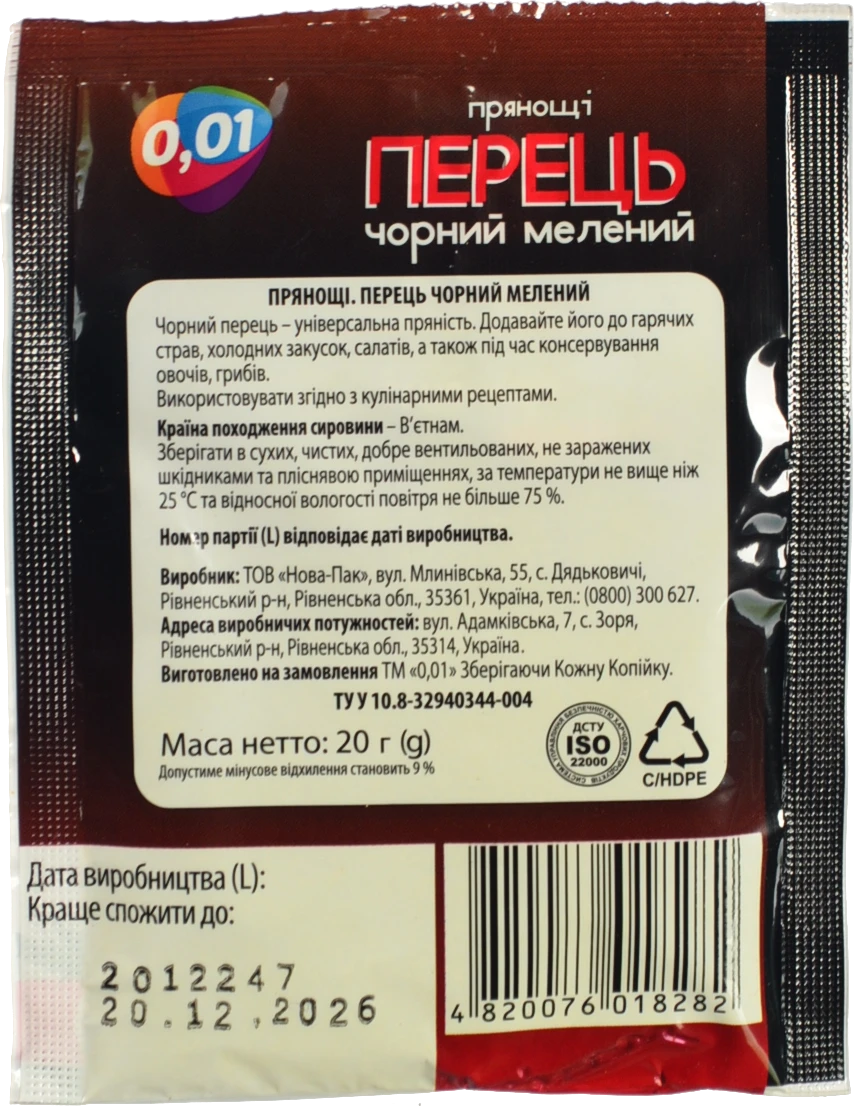 0,01
прянощі
ПЕРЕЦЬ
чорний мелений
ПРЯНОЩІ. ПЕРЕЦЬ ЧОРНИЙ МЕЛЕНИЙ
Чорний перець – універсальна пряність. Додавайте його до гарячих
страв, холодних закусок, салатів, а також під час консервування
овочів, грибів.
Використовувати згідно з кулінарними рецептами.
Країна походження сировини – В'єтнам.
Зберігати в сухих, чистих, добре вентильованих, не заражених
шкідниками та пліснявою приміщеннях, за температури не вище ніж
25 °С та відносної вологості повітря не більше 75 %.
Номер партії (L) відповідає даті виробництва.
Виробник: ТОВ «Нова-Пак», вул. Млинівська, 55, с. Дядьковичі,
Рівненський р-н, Рівненська обл., 35361, Україна, тел.: (0800) 300 627.
Адреса виробничих потужностей: вул. Адамківська, 7, с. Зоря,
Рівненський р-н, Рівненська обл., 35314, Україна.
Виготовлено на замовлення ТМ «0,01» Зберігаючи Кожну Копійку.
ТУ У 10.8-32940344-004
Маса нетто: 20 г (g)
Допустиме мінусове відхилення становить 9 %
СИСТЕМА УПРАВЛІННЯ БЕЗПЕЧНІСТЮ ХАРЧОВИХ ПРОДУКТІВ
ДСТУ
ISO
22000
C/HDPE
Дата виробництва (L):
Краще спожити до:
2012247
20.12.2026
4 820076 018282